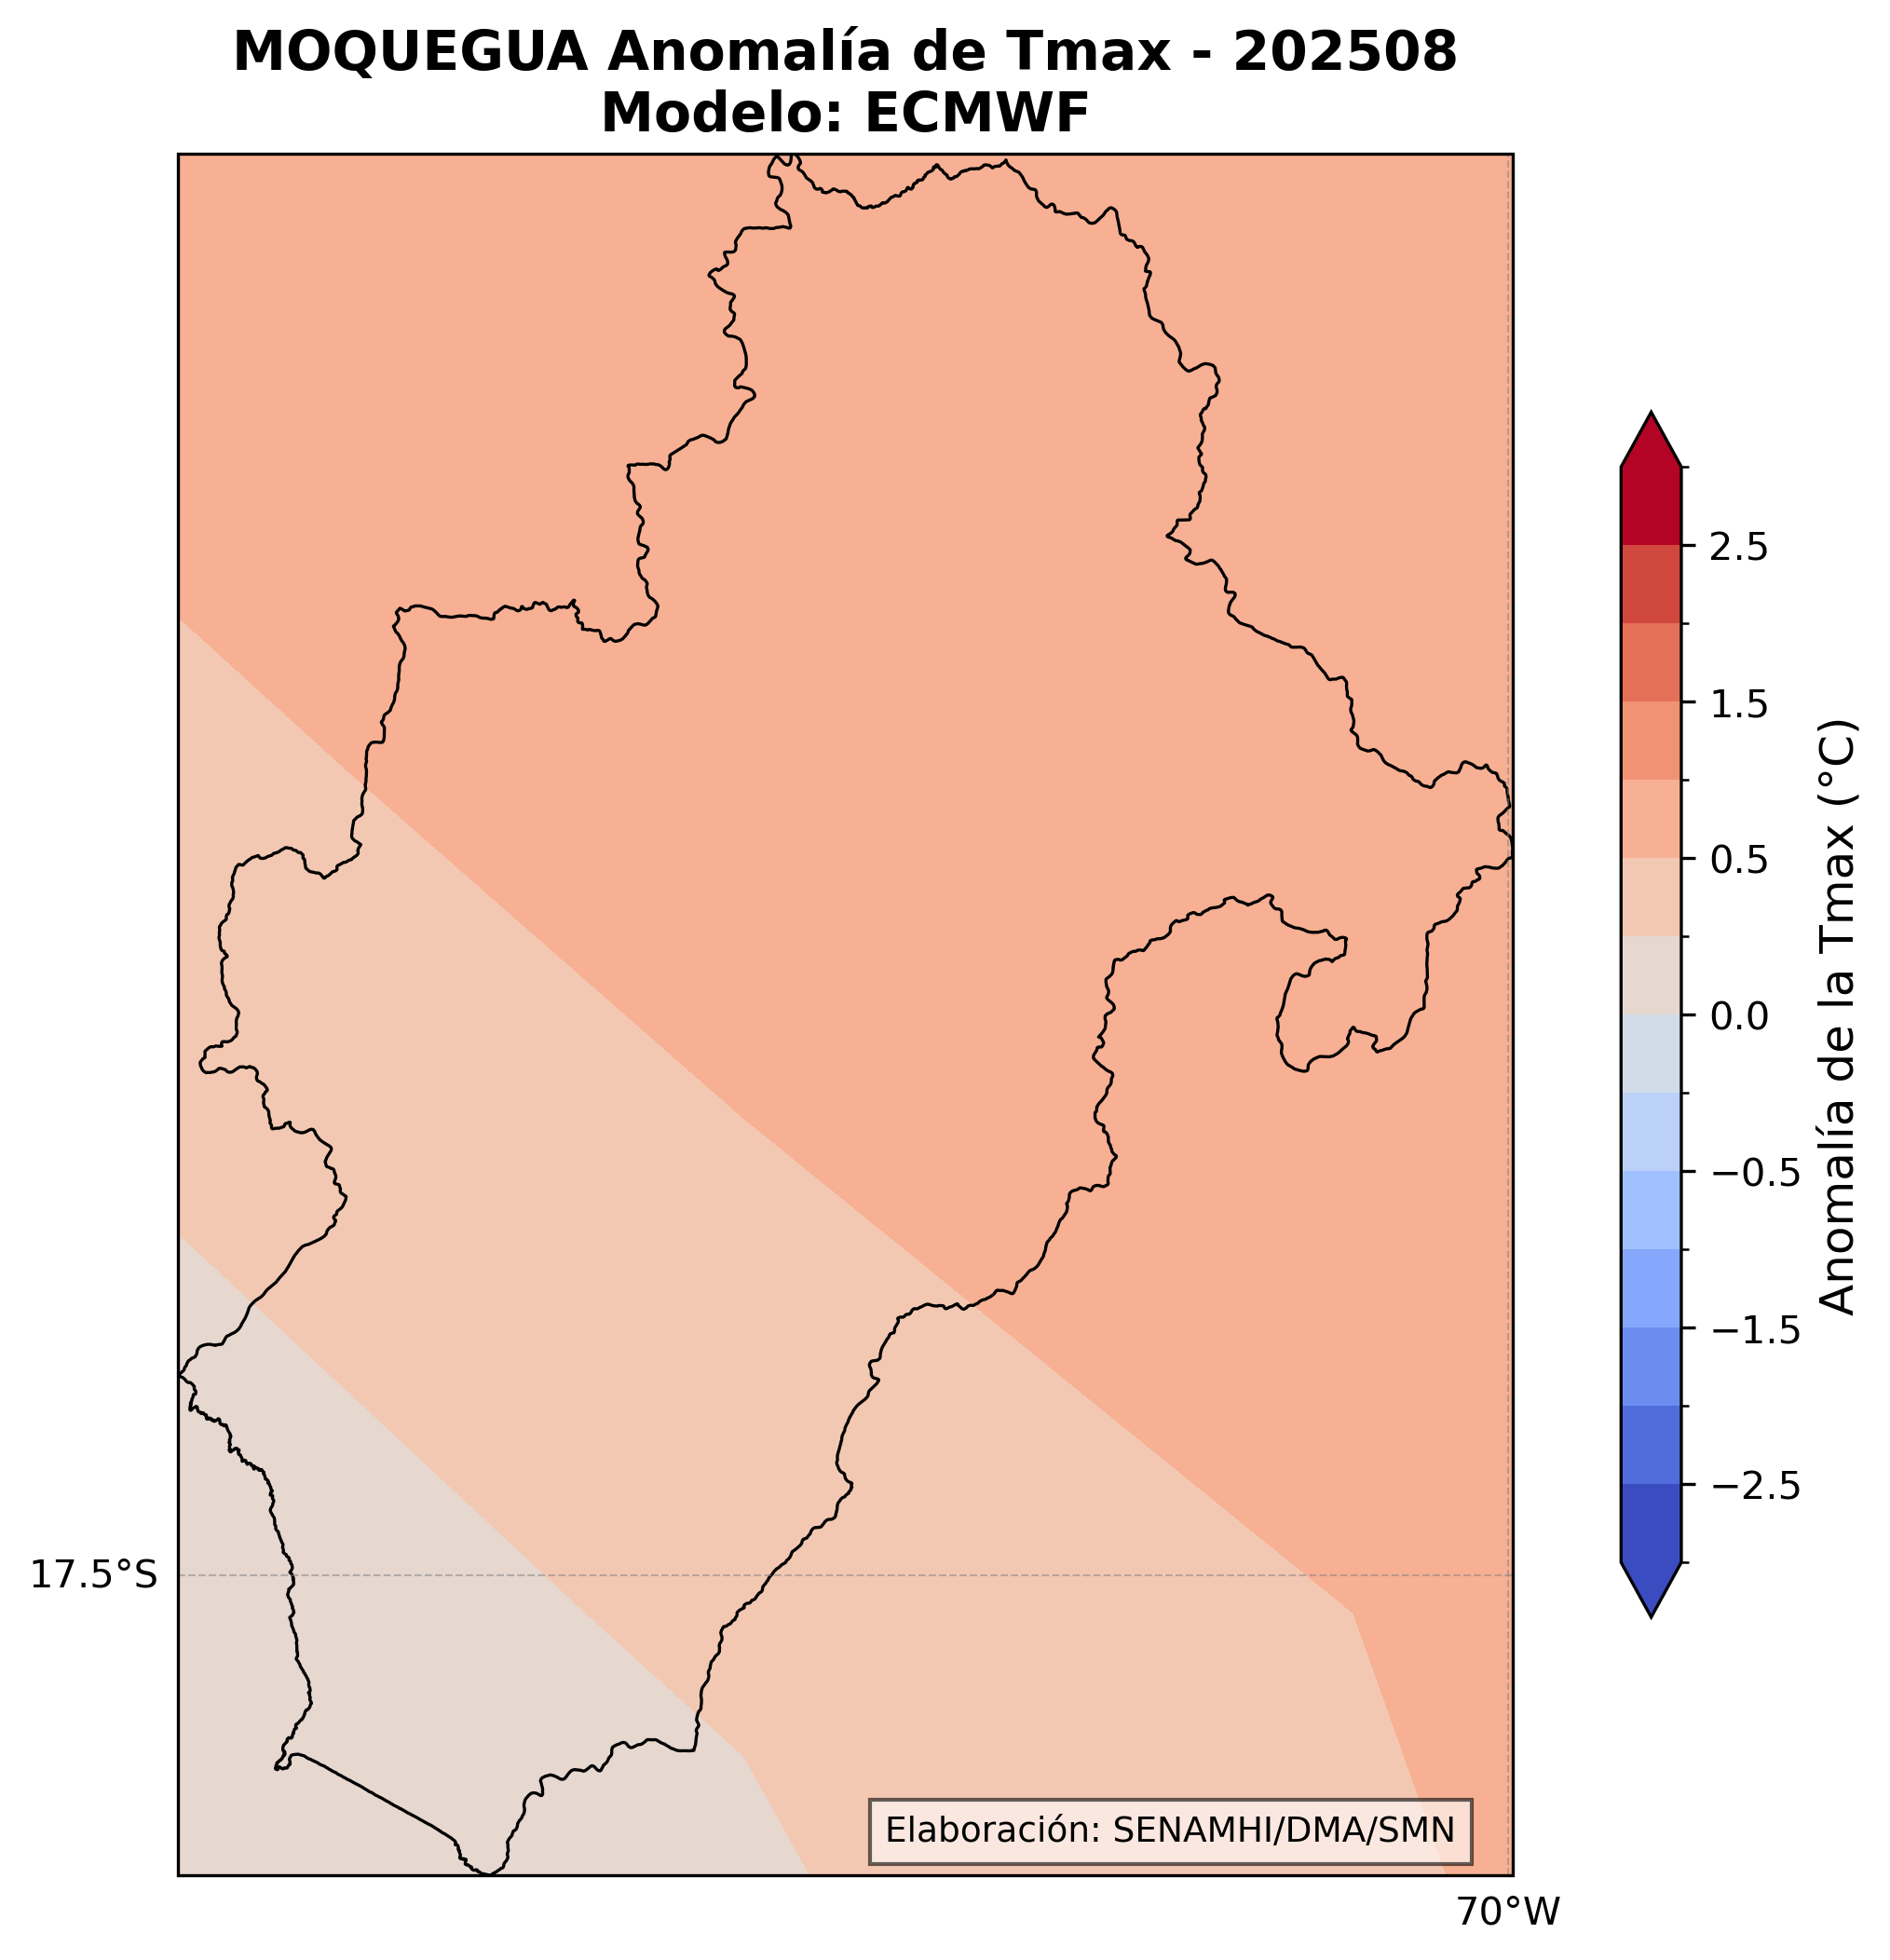 MOQUEGUA Anomalía de Tmax - 202508
Modelo: ECMWF
2.5
1.5
0.5
0.0
−0.5
−1.5
−2.5
Anomalía de la Tmax (°C)
17.5°S
Elaboración: SENAMHI/DMA/SMN
70°W